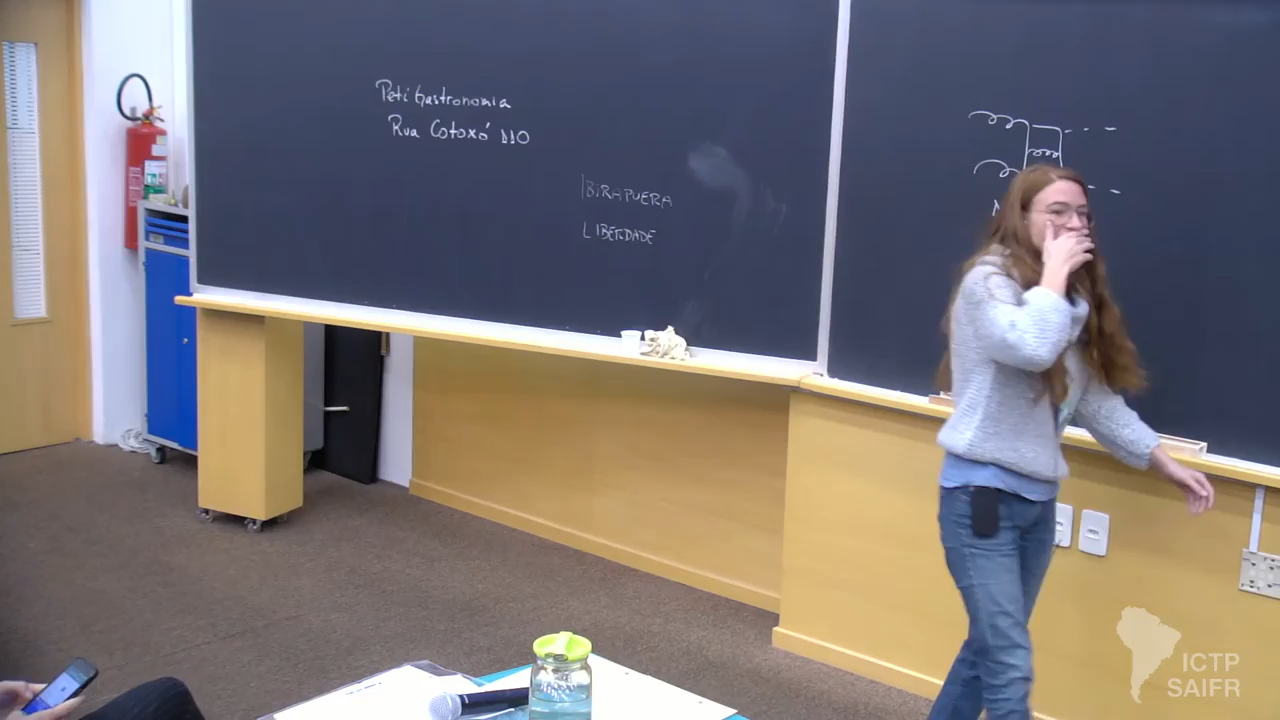 Peti Gastronomia
Rua Cotoxó 110
IBIRAPUERA
LIBERDADE
ICTP
SAIFR